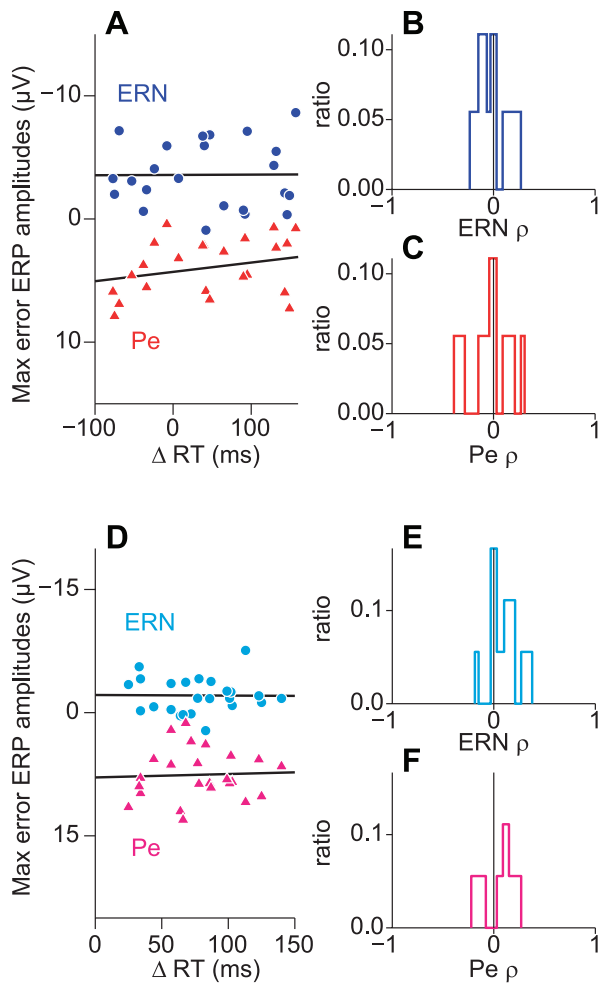 A
Max error ERP amplitudes (μV)
−10
0
10
ERN
Pe
−100
0
100
Δ RT (ms)
B
ratio
0.10
0.05
0.00
−1
0
1
ERN ρ
C
ratio
0.10
0.05
0.00
−1
0
1
Pe ρ
D
Max error ERP amplitudes (μV)
-15
0
15
ERN
Pe
0
50
100
150
Δ RT (ms)
E
ratio
0.1
0.0
−1
0
1
ERN ρ
F
ratio
0.1
0.0
−1
0
1
Pe ρ